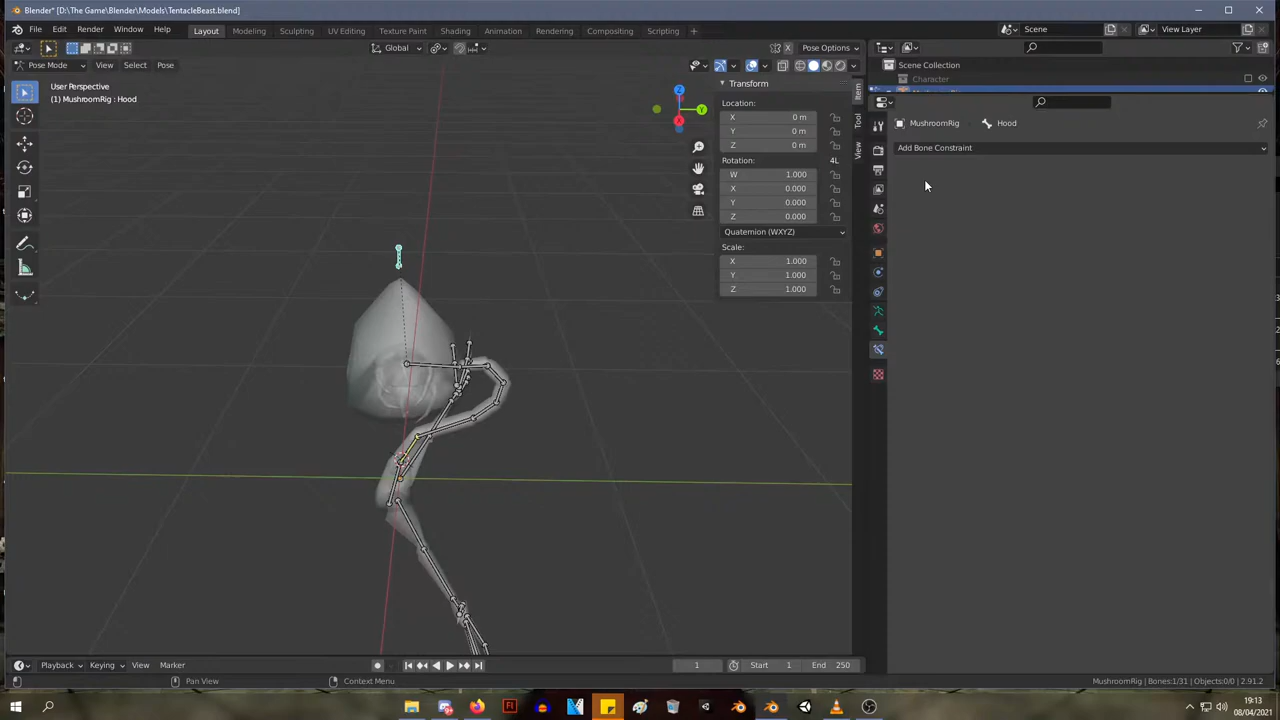 Blender* [D:\The Game\Blender\Models\TentacleBeast.blend]
File Edit Render Window Help Layout Modeling Sculpting UV Editing Texture Paint Shading Animation Rendering Compositing Scripting + Scene View Layer
Global Pose Options
Pose Mode View Select Pose
User Perspective
(1) MushroomRig : Hood
Z
Y
X
Transform
Location:
X 0 m
Y 0 m
Z 0 m
Rotation: 4L
W 1.000
X 0.000
Y 0.000
Z 0.000
Quaternion (WXYZ)
Scale:
X 1.000
Y 1.000
Z 1.000
Item
Tool
View
Scene Collection
Character
MushroomRig Hood
Add Bone Constraint
Playback Keying View Marker 1 Start 1 End 250
Pan View Context Menu MushroomRig | Bones:1/31 | Objects:0/0 | 2.91.2
19:13
08/04/2021